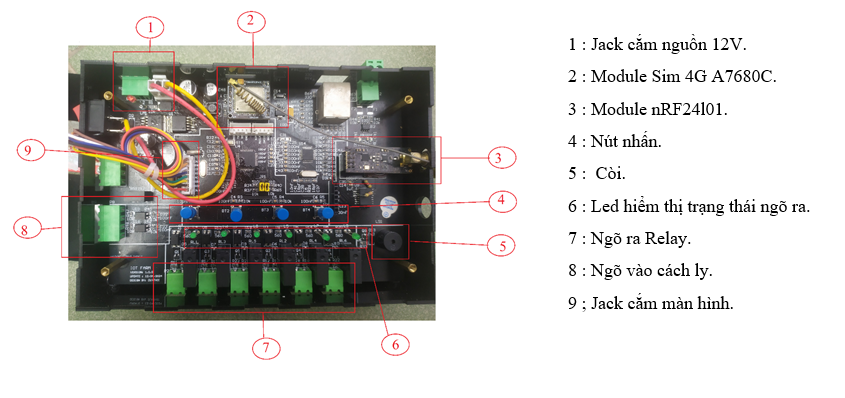 1
2
3
4
5
6
7
8
9
IOT FARM
1 : Jack cắm nguồn 12V.
2 : Module Sim 4G A7680C.
3 : Module nRF24l01.
4 : Nút nhấn.
5 : Còi.
6 : Led hiểm thị trạng thái ngõ ra.
7 : Ngõ ra Relay.
8 : Ngõ vào cách ly.
9 ; Jack cắm màn hình.